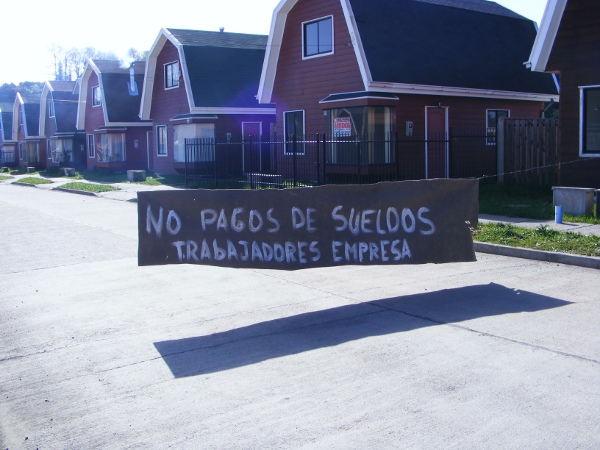 NO PAGOS DE SUELDOS
TRABAJADORES EMPRESA